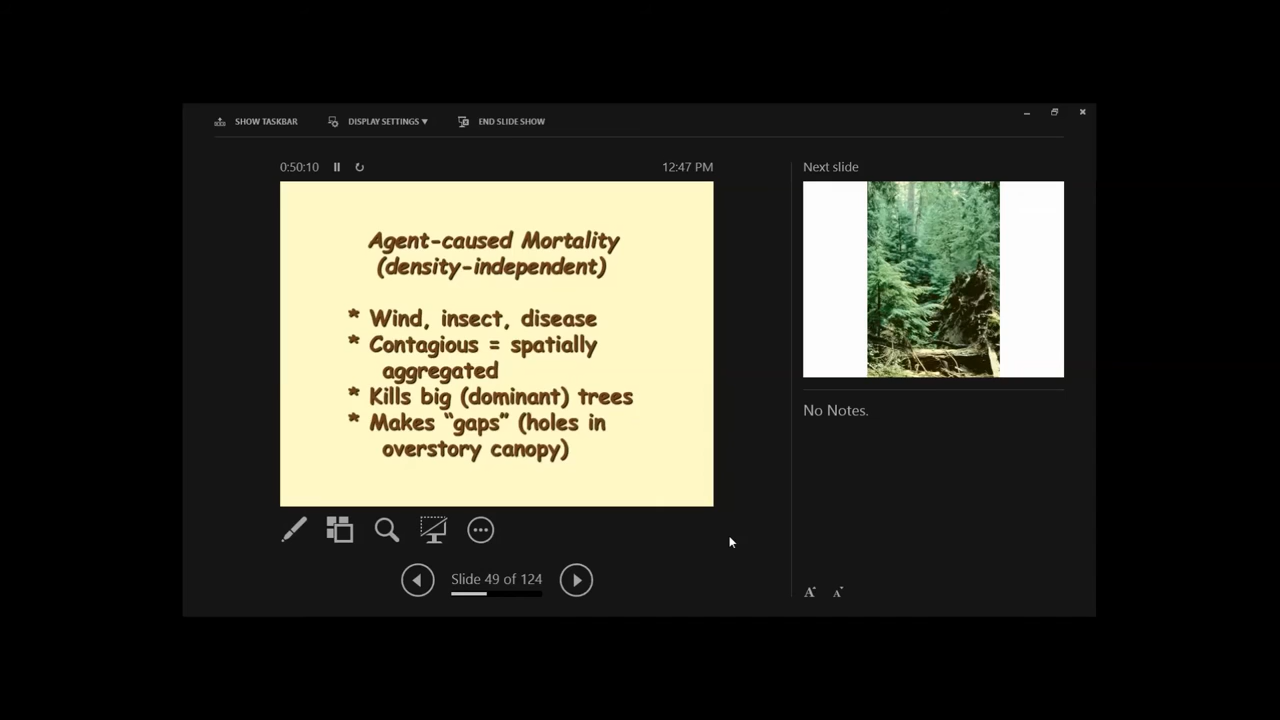 SHOW TASKBAR
DISPLAY SETTINGS ▼
END SLIDE SHOW
0:50:10
12:47 PM
Agent-caused Mortality
(density-independent)
* Wind, insect, disease
* Contagious = spatially
aggregated
* Kills big (dominant) trees
* Makes “gaps” (holes in
overstory canopy)
Slide 49 of 124
Next slide
No Notes.
A A